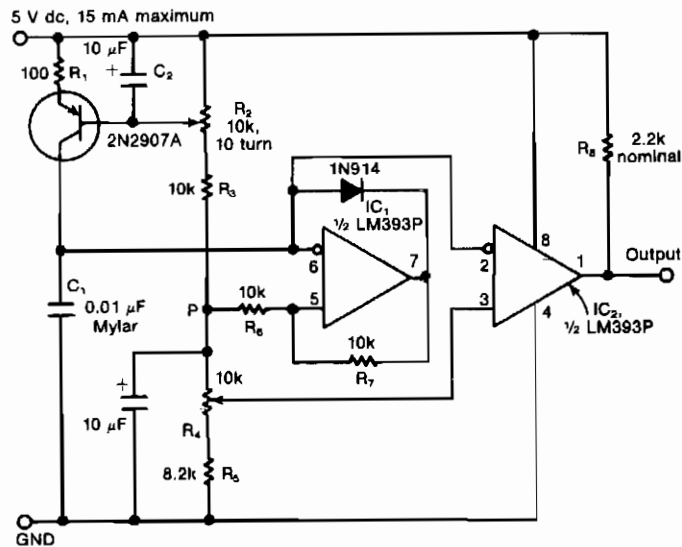 5 V dc, 15 mA maximum
10 μF
+
C₂
100
R₁
2N2907A
R₂
10k,
10 turn
10k
R₃
1N914
IC₁
½ LM393P
R₈
2.2k
nominal
6
5
7
8
2
3
1
4
Output
IC₂,
½ LM393P
C₁
0.01 μF
Mylar
P
10k
R₆
10k
R₇
+
10 μF
10k
R₄
8.2k
R₅
GND